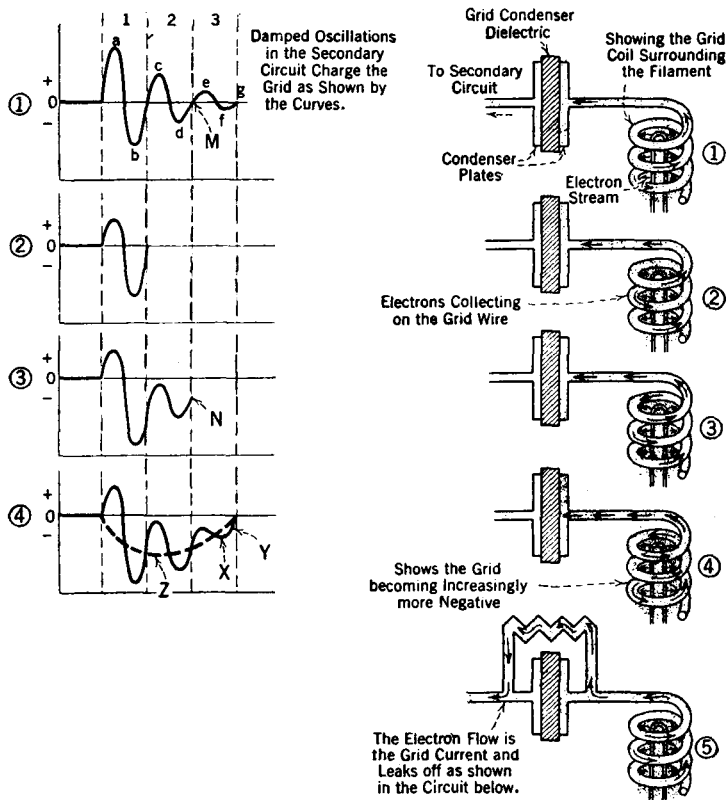 1 2 3
a
b
c
d
e
f
g
M
Damped Oscillations
in the Secondary
Circuit Charge the
Grid as Shown by
the Curves.
①
+
0
−
②
+
0
−
③
+
0
−
N
④
+
0
−
Z
X
Y
Grid Condenser
Dielectric
To Secondary
Circuit
Showing the Grid
Coil Surrounding
the Filament
Condenser
Plates
Electron
Stream
①
Electrons Collecting
on the Grid Wire
②
③
Shows the Grid
becoming Increasingly
more Negative
④
The Electron Flow is
the Grid Current and
Leaks off as shown
in the Circuit below.
⑤